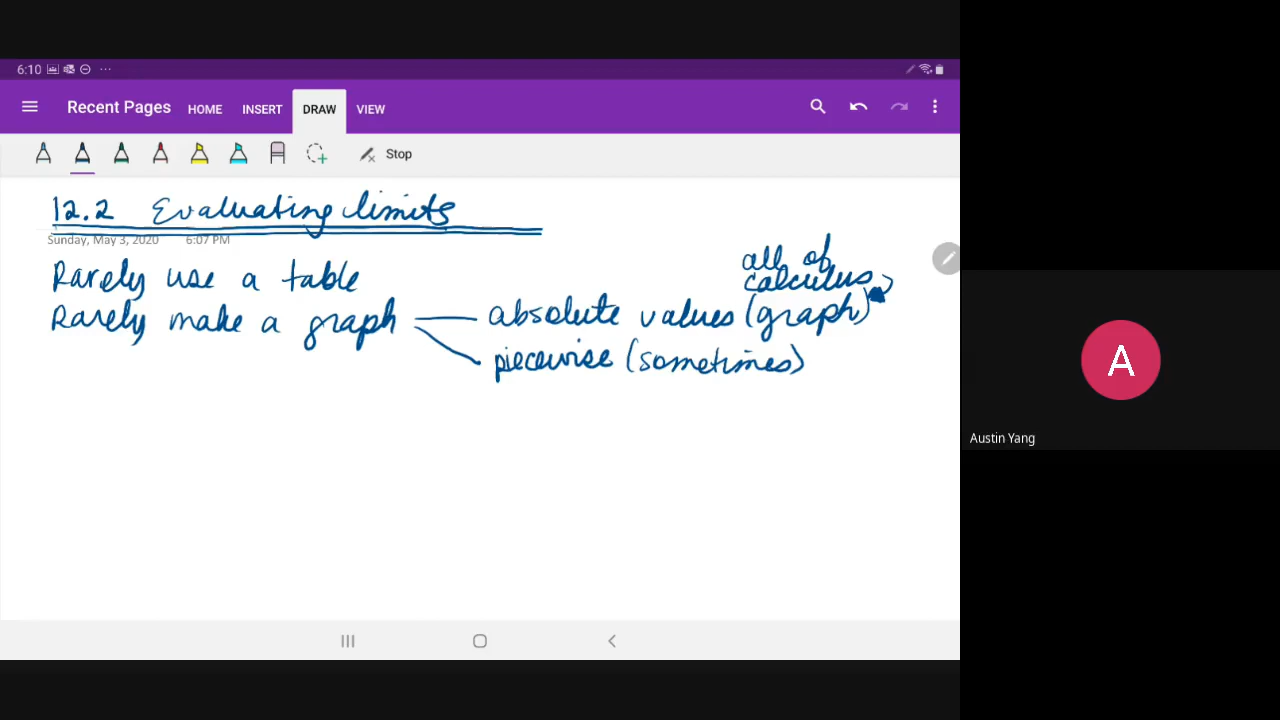 6:10
Recent Pages HOME INSERT DRAW VIEW
Stop
12.2 Evaluating limits
Sunday, May 3, 2020 6:07 PM
Rarely use a table
all of
calculus
Rarely make a graph — absolute values (graph)
piecewise (sometimes)
A
Austin Yang